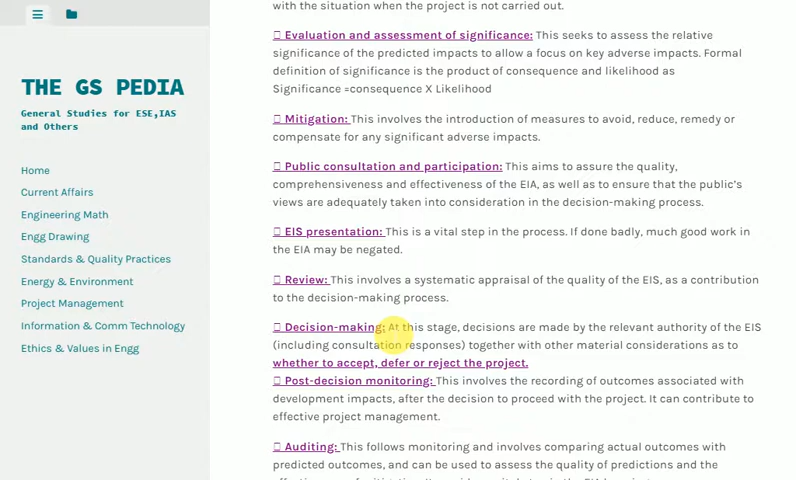 THE GS PEDIA
General Studies for ESE,IAS
and Others
Home
Current Affairs
Engineering Math
Engg Drawing
Standards & Quality Practices
Energy & Environment
Project Management
Information & Comm Technology
Ethics & Values in Engg
with the situation when the project is not carried out.
Evaluation and assessment of significance: This seeks to assess the relative
significance of the predicted impacts to allow a focus on key adverse impacts. Formal
definition of significance is the product of consequence and likelihood as
Significance =consequence X Likelihood
Mitigation: This involves the introduction of measures to avoid, reduce, remedy or
compensate for any significant adverse impacts.
Public consultation and participation: This aims to assure the quality,
comprehensiveness and effectiveness of the EIA, as well as to ensure that the public's
views are adequately taken into consideration in the decision-making process.
EIS presentation: This is a vital step in the process. If done badly, much good work in
the EIA may be negated.
Review: This involves a systematic appraisal of the quality of the EIS, as a contribution
to the decision-making process.
Decision-making: At this stage, decisions are made by the relevant authority of the EIS
(including consultation responses) together with other material considerations as to
whether to accept, defer or reject the project.
Post-decision monitoring: This involves the recording of outcomes associated with
development impacts, after the decision to proceed with the project. It can contribute to
effective project management.
Auditing: This follows monitoring and involves comparing actual outcomes with
predicted outcomes, and can be used to assess the quality of predictions and the